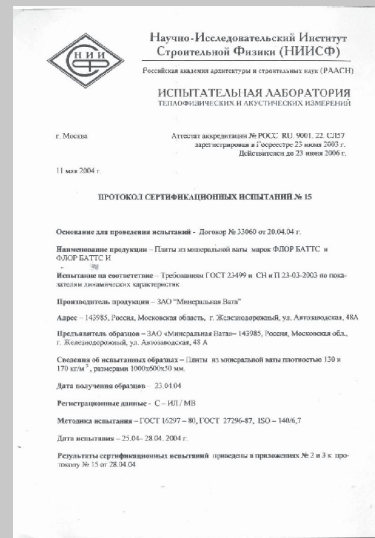 НИИ
СФ
Научно-Исследовательский Институт
Строительной Физики (НИИСФ)
Российская академия архитектуры и строительных наук (РААСН)
ИСПЫТАТЕЛЬНАЯ ЛАБОРАТОРИЯ
ТЕПЛОФИЗИЧЕСКИХ И АКУСТИЧЕСКИХ ИЗМЕРЕНИЙ
г. Москва
Аттестат аккредитации № РОСС RU. 9001. 22. СЛ57
зарегистрирован в Госреестре 23 июня 2003 г.
Действителен до 23 июня 2006 г.
11 мая 2004 г.
ПРОТОКОЛ СЕРТИФИКАЦИОННЫХ ИСПЫТАНИЙ № 15
Основание для проведения испытаний - Договор № 33060 от 20.04.04 г.
Наименование продукции – Плиты из минеральной ваты марок ФЛОР БАТТС и
ФЛОР БАТТС И
Испытание на соответствие – Требованиям ГОСТ 23499 и СН и П 23-03-2003 по пока-
зателям динамических характеристик
Производитель продукции – ЗАО "Минеральная Вата"
Адрес – 143985, Россия, Московская область, г. Железнодорожный, ул. Автозаводская, 48А
Предъявитель образцов – ЗАО «Минеральная Вата»– 143985, Россия, Московская обл.,
г. Железнодорожный, ул. Автозаводская, 48 А
Сведения об испытанных образцах – Плиты из минеральной ваты плотностью 130 и
170 кг/м³, размерами 1000х600х50 мм.
Дата получения образцов – 23.04.04
Регистрационные данные - С – ИЛ / МВ
Методика испытания – ГОСТ 16297 – 80, ГОСТ 27296-87, ISO – 140/6,7
Дата испытания – 25.04– 28.04. 2004 г.
Результаты сертификационных испытаний приведены в приложениях № 2 и 3 к про-
токолу № 15 от 28.04.04